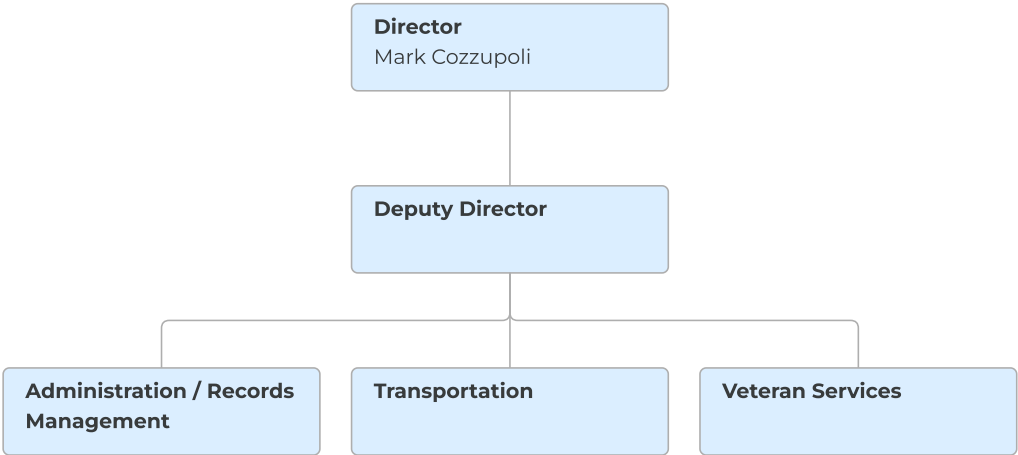 Director
Mark Cozzupoli
Deputy Director
Administration / Records
Management
Transportation
Veteran Services